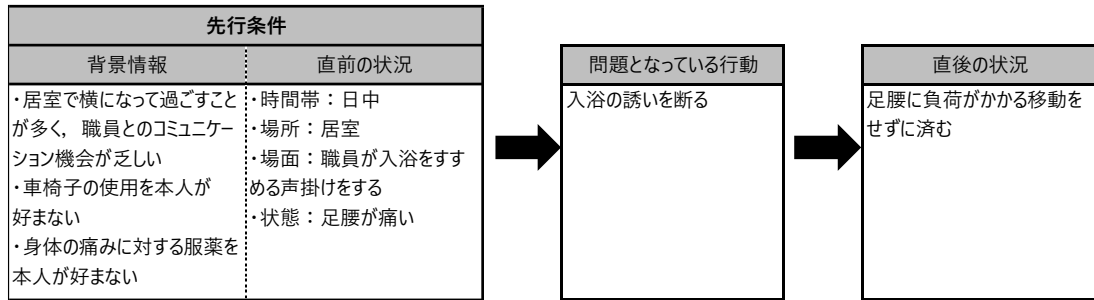 先行条件
背景情報
直前の状況
・居室で横になって過ごすこと
が多く，職員とのコミュニケー
ション機会が乏しい
・車椅子の使用を本人が
好まない
・身体の痛みに対する服薬を
本人が好まない
・時間帯：日中
・場所：居室
・場面：職員が入浴をすす
める声掛けをする
・状態：足腰が痛い
問題となっている行動
入浴の誘いを断る
直後の状況
足腰に負荷がかかる移動を
せずに済む